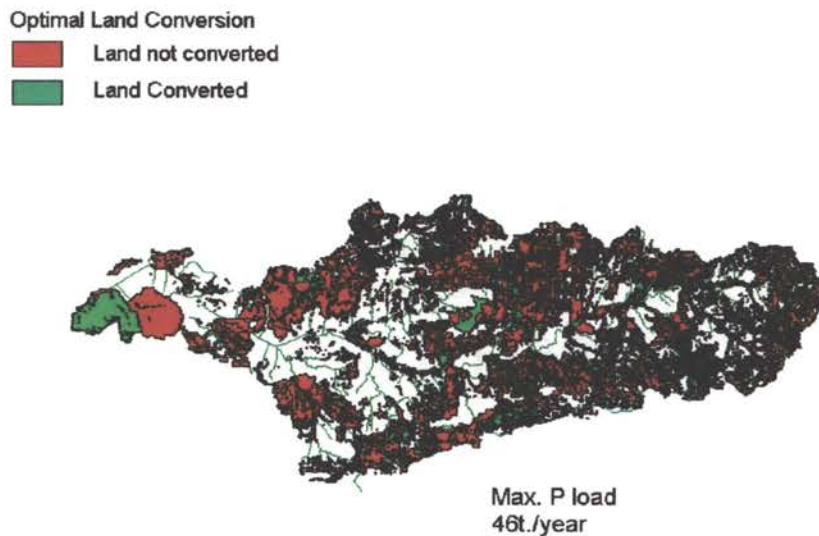 Optimal Land Conversion
Land not converted
Land Converted
Max. P load
46t./year